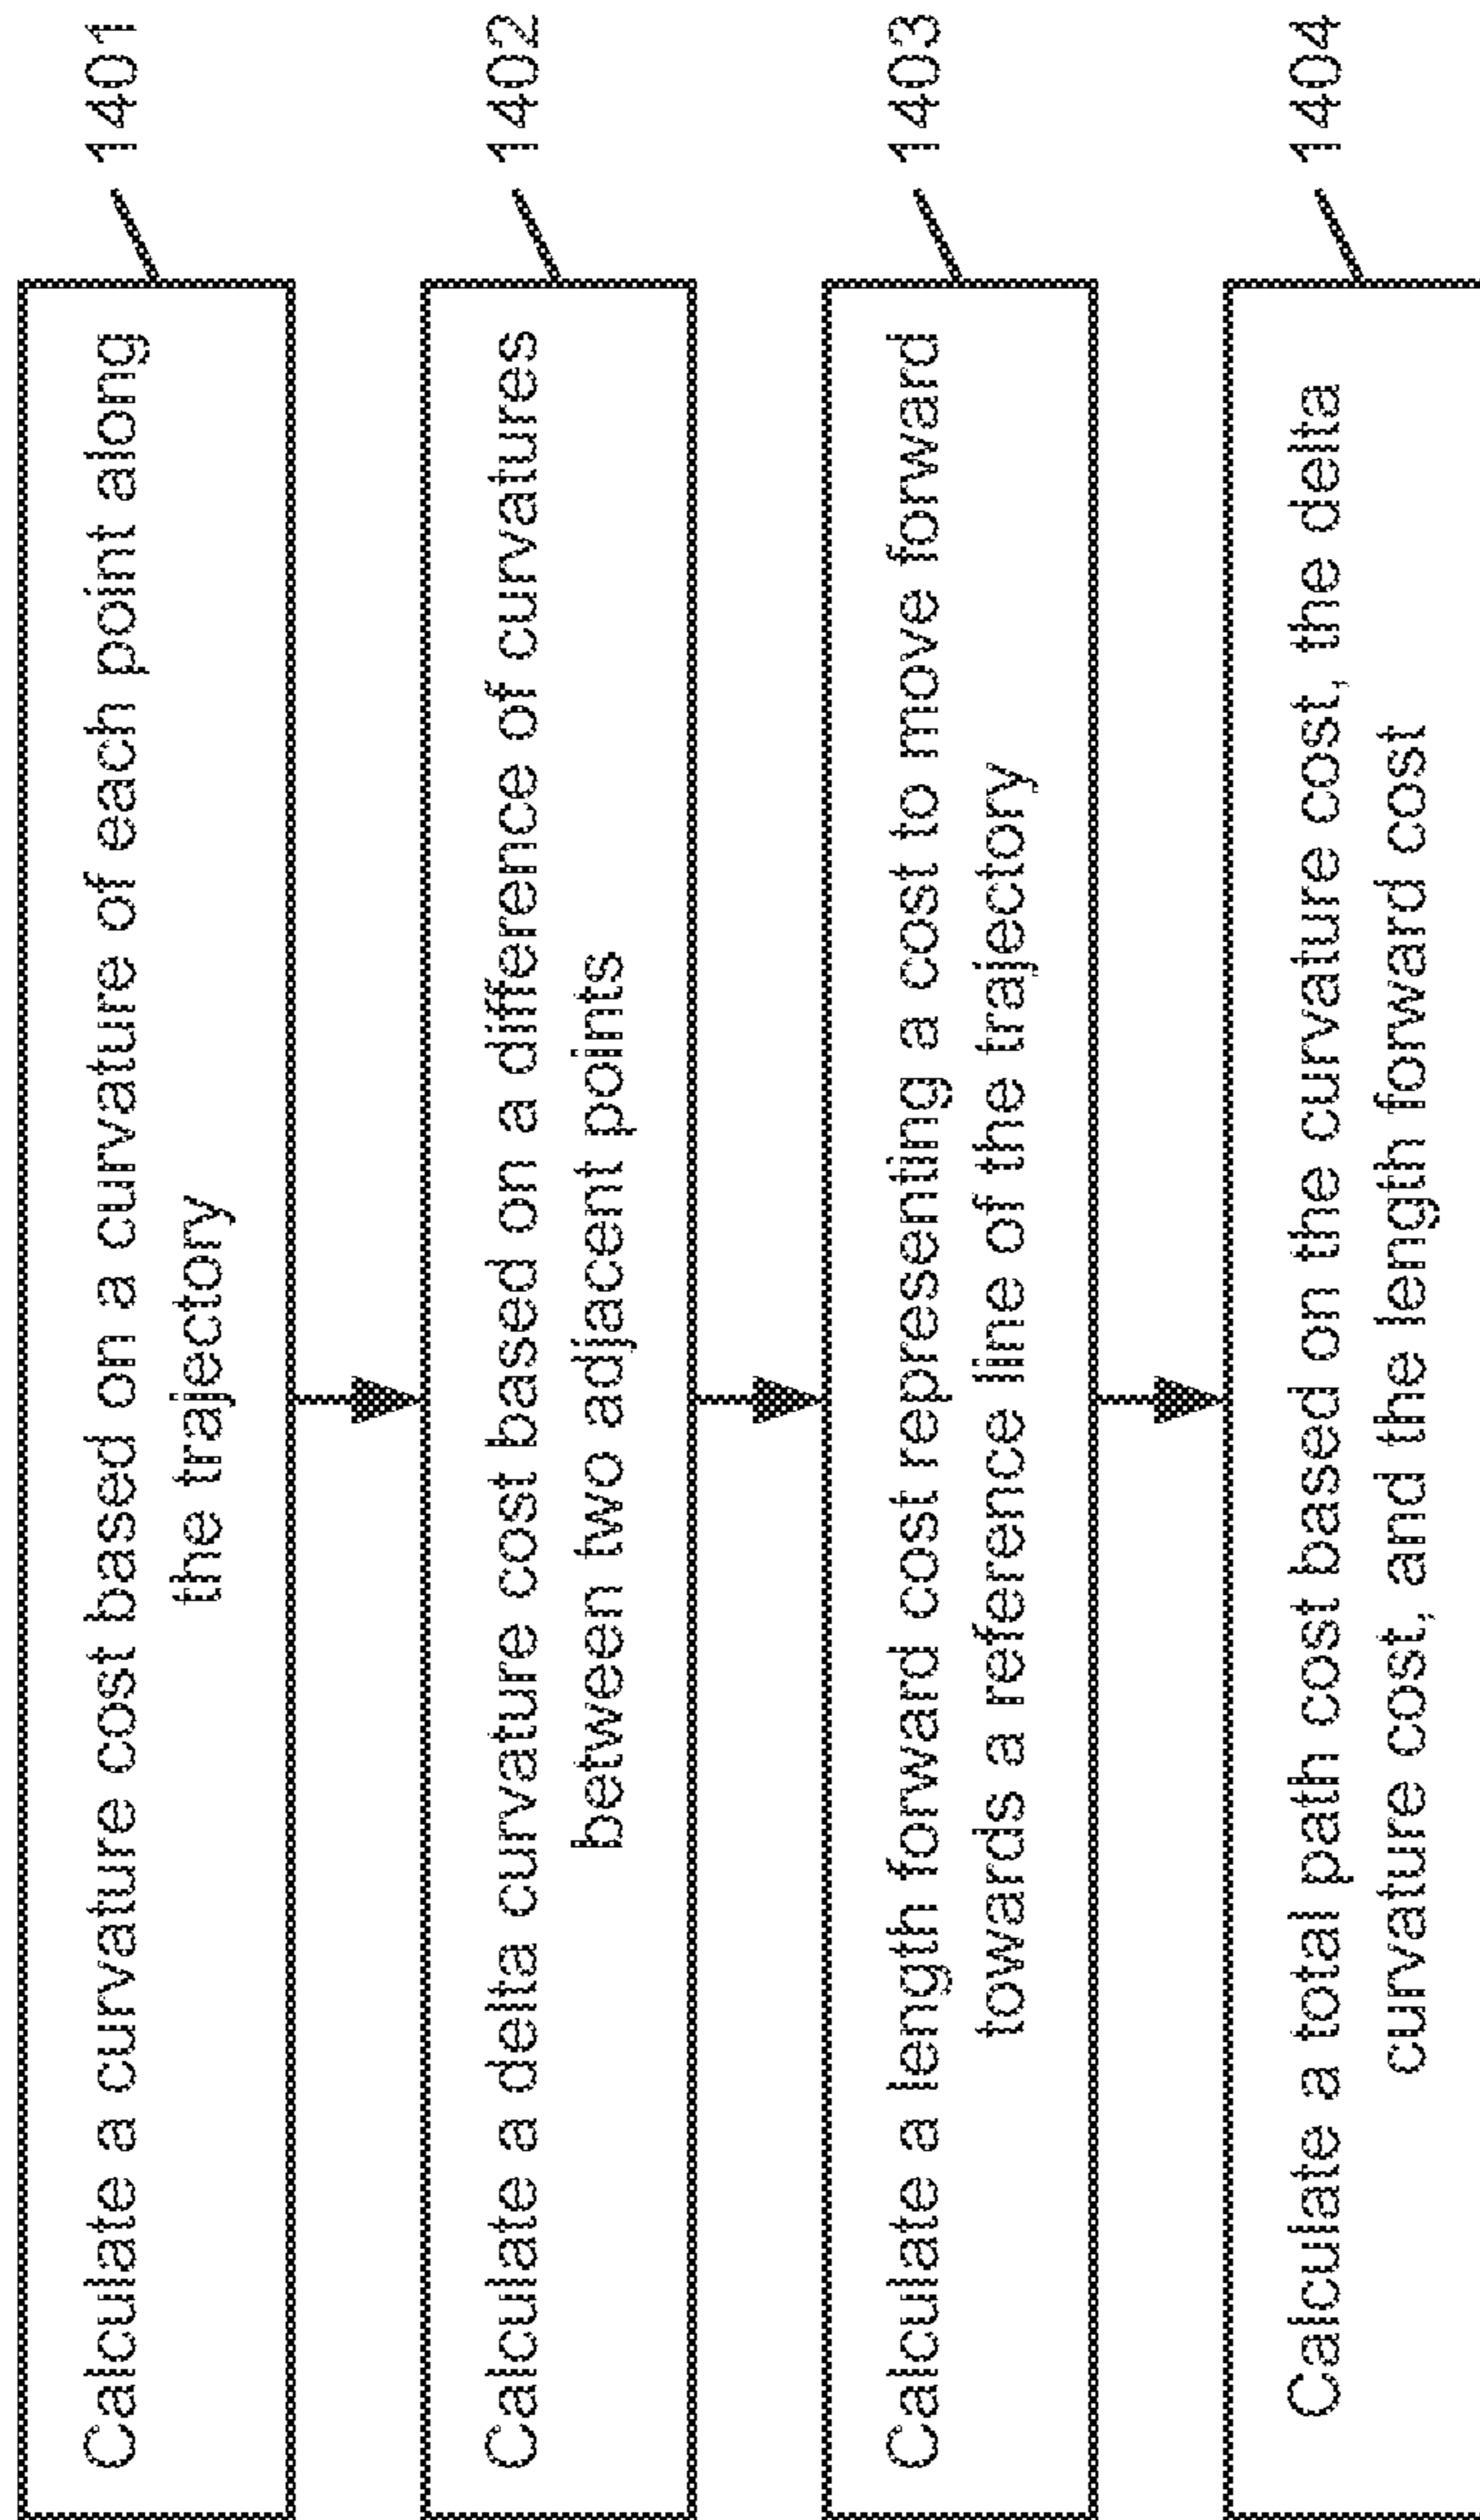 Calculate a curvature cost based on a curvature of each point along
the trajectory
1401
Calculate a delta curvature cost based on a difference of curvatures
between two adjacent points
1402
Calculate a length forward cost representing a cost to move forward
towards a reference line of the trajectory
1403
Calculate a total path cost based on the curvature cost, the delta
curvature cost, and the length forward cost
1404